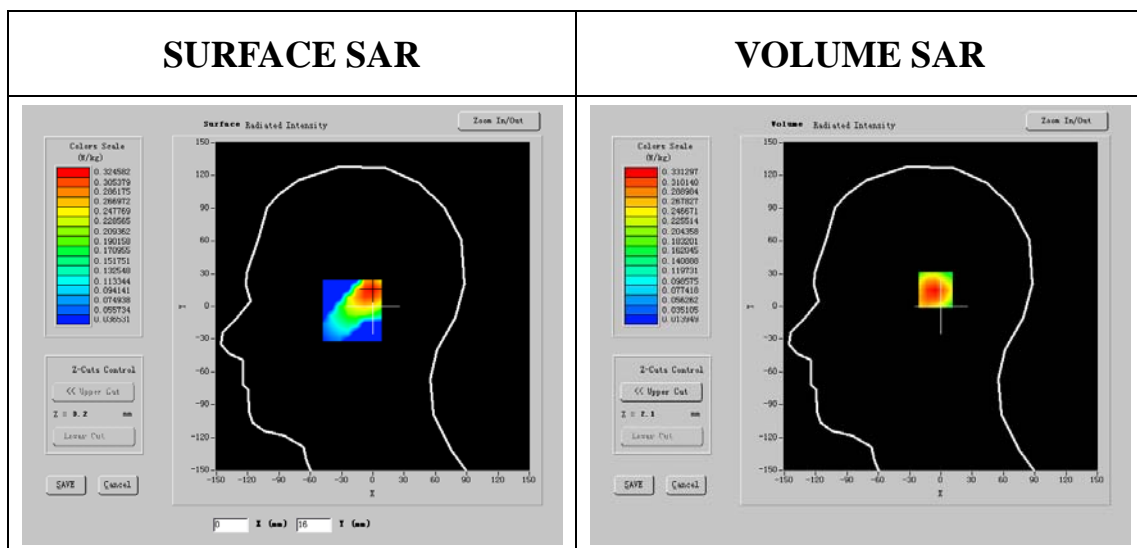 SURFACE SAR
VOLUME SAR
Surface Radiated Intensity
Zoom In/Out
Colors Scale
(W/kg)
0.324582
0.305379
0.286175
0.266972
0.247769
0.228565
0.209362
0.190158
0.170955
0.151751
0.132548
0.113344
0.094141
0.074938
0.055734
0.036531
150
120
90
60
30
0
-30
-60
-90
-120
-150
Y
-150 -120 -90 -60 -30 0 30 60 90 120 150
X
Z-Cuts Control
<< Upper Cut
Z = 0.2 mm
Lower Cut
SAVE
Cancel
0 X (mm) 16 Y (mm)
Volume Radiated Intensity
Zoom In/Out
Colors Scale
(W/kg)
0.331297
0.310140
0.288984
0.267827
0.246671
0.225514
0.204358
0.183201
0.162045
0.140888
0.119731
0.098575
0.077418
0.056262
0.035105
0.013949
150
120
90
60
30
0
-30
-60
-90
-120
-150
Y
-150 -120 -90 -60 -30 0 30 60 90 120 150
X
Z-Cuts Control
<< Upper Cut
Z = 2.1 mm
Lower Cut
SAVE
Cancel